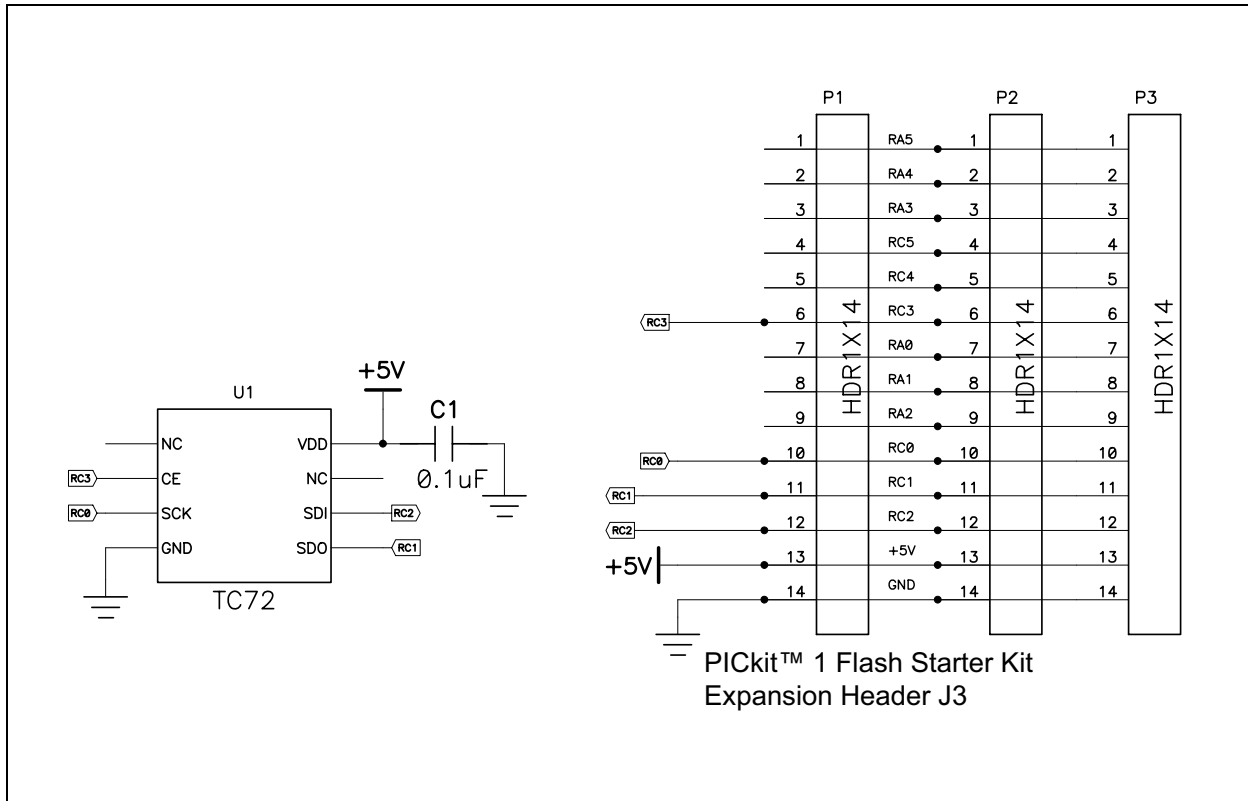 U1
NC
CE
SCK
GND
VDD
NC
SDI
SDO
TC72
RC3
RC0
RC2
RC1
+5V
C1
0.1uF
P1 P2 P3
1 RA5 1 1
2 RA4 2 2
3 RA3 3 3
4 RC5 4 4
5 RC4 5 5
RC3 6 RC3 6 6
7 RA0 7 7
8 RA1 8 8
9 RA2 9 9
RC0 10 RC0 10 10
RC1 11 RC1 11 11
RC2 12 RC2 12 12
+5V 13 +5V 13 13
14 GND 14 14
HDR1X14
HDR1X14
HDR1X14
PICkit™ 1 Flash Starter Kit
Expansion Header J3